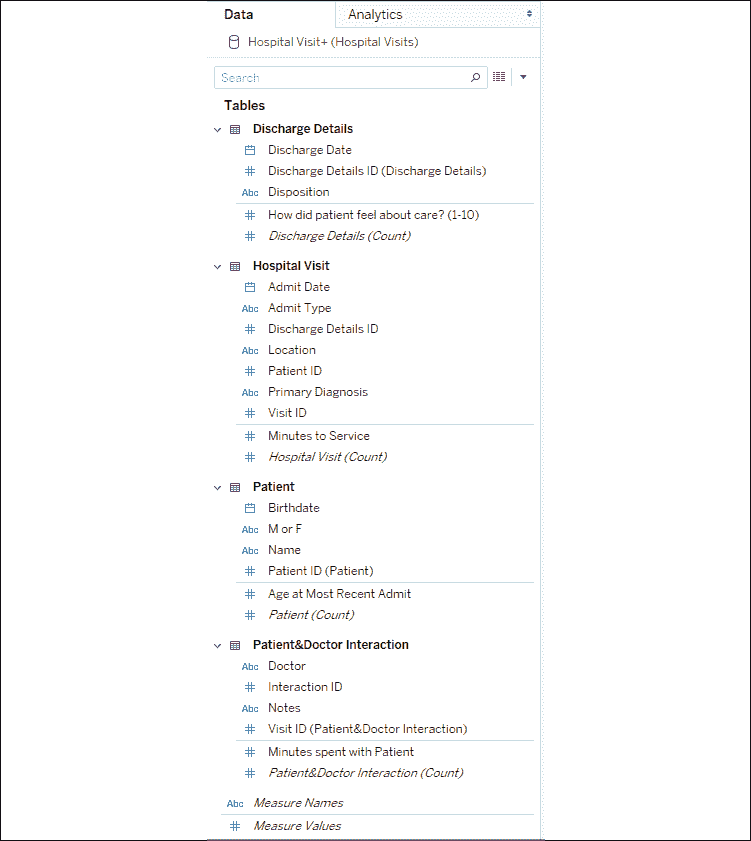 Data
Analytics
Hospital Visit+ (Hospital Visits)
Search
Tables
Discharge Details
Discharge Date
# Discharge Details ID (Discharge Details)
Abc Disposition
# How did patient feel about care? (1-10)
# Discharge Details (Count)
Hospital Visit
Admit Date
Abc Admit Type
# Discharge Details ID
Abc Location
# Patient ID
Abc Primary Diagnosis
# Visit ID
# Minutes to Service
# Hospital Visit (Count)
Patient
Birthdate
Abc M or F
Abc Name
# Patient ID (Patient)
# Age at Most Recent Admit
# Patient (Count)
Patient&Doctor Interaction
Abc Doctor
# Interaction ID
Abc Notes
# Visit ID (Patient&Doctor Interaction)
# Minutes spent with Patient
# Patient&Doctor Interaction (Count)
Abc Measure Names
# Measure Values